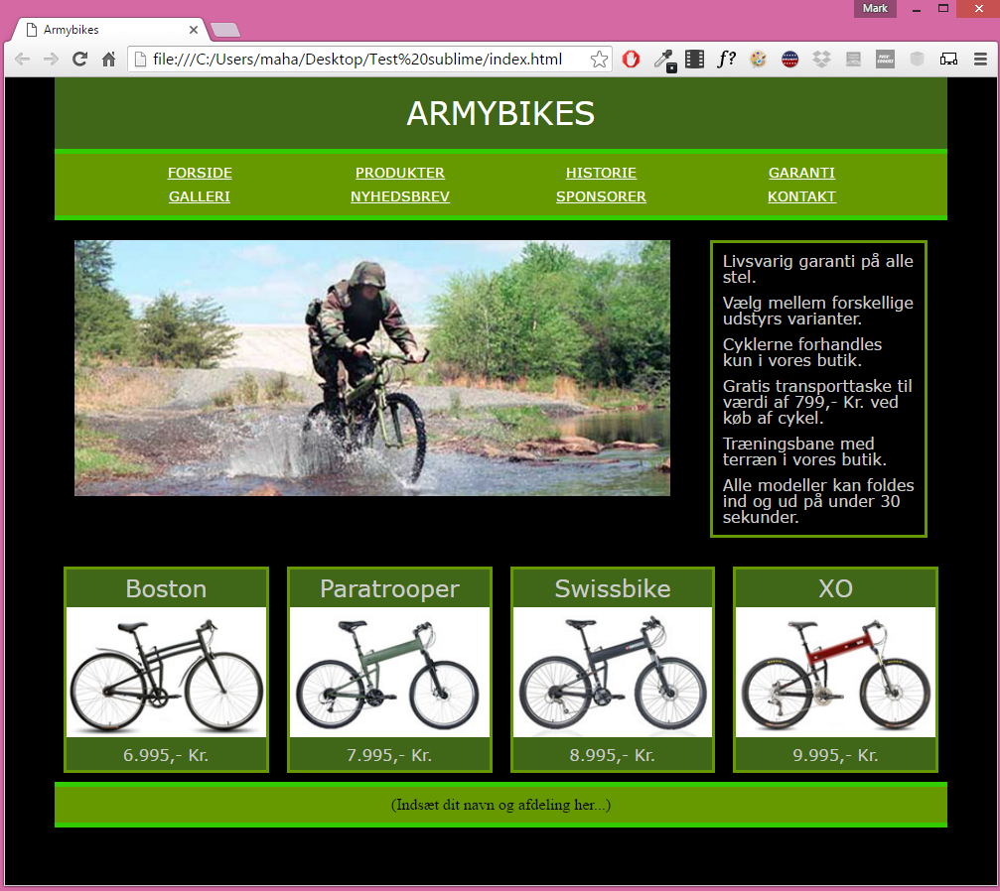 Mark
Armybikes
file:///C:/Users/maha/Desktop/Test%20sublime/index.html
f?
ARMYBIKES
FORSIDE PRODUKTER HISTORIE GARANTI
GALLERI NYHEDSBREV SPONSORER KONTAKT
Livsvarig garanti på alle
stel.
Vælg mellem forskellige
udstyrs varianter.
Cyklerne forhandles
kun i vores butik.
Gratis transporttaske til
værdi af 799,- Kr. ved
køb af cykel.
Træningsbane med
terræn i vores butik.
Alle modeller kan foldes
ind og ud på under 30
sekunder.
Boston Paratrooper Swissbike XO
6.995,- Kr. 7.995,- Kr. 8.995,- Kr. 9.995,- Kr.
(Indsæt dit navn og afdeling her...)